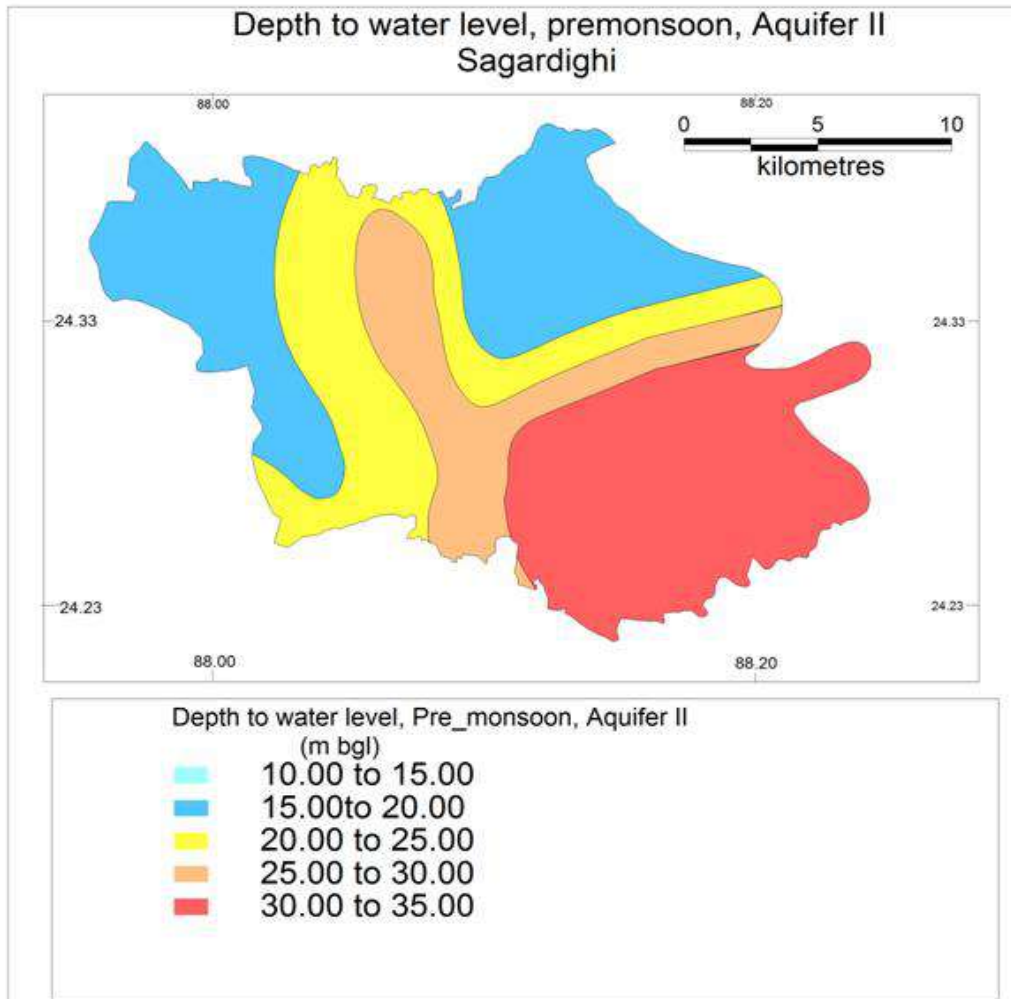 Depth to water level, premonsoon, Aquifer II
Sagardighi
88.00 88.20
0 5 10
kilometres
24.33 24.33
24.23 24.23
88.00 88.20
Depth to water level, Pre_monsoon, Aquifer II
(m bgl)
10.00 to 15.00
15.00to 20.00
20.00 to 25.00
25.00 to 30.00
30.00 to 35.00